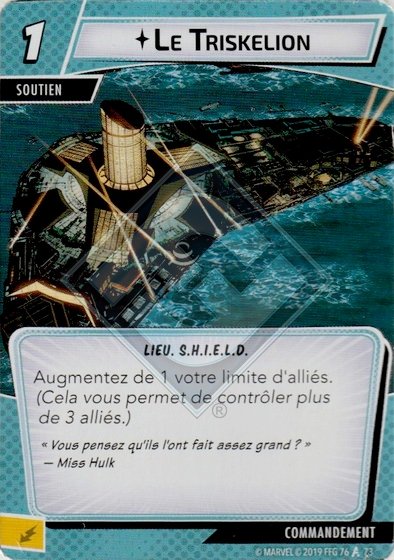 1
Le Triskelion
SOUTIEN
LIEU. S.H.I.E.L.D.
Augmentez de 1 votre limite d'alliés.
(Cela vous permet de contrôler plus
de 3 alliés.)
« Vous pensez qu'ils l'ont fait assez grand ? »
— Miss Hulk
COMMANDEMENT
© MARVEL © 2019 FFG 76 A 73